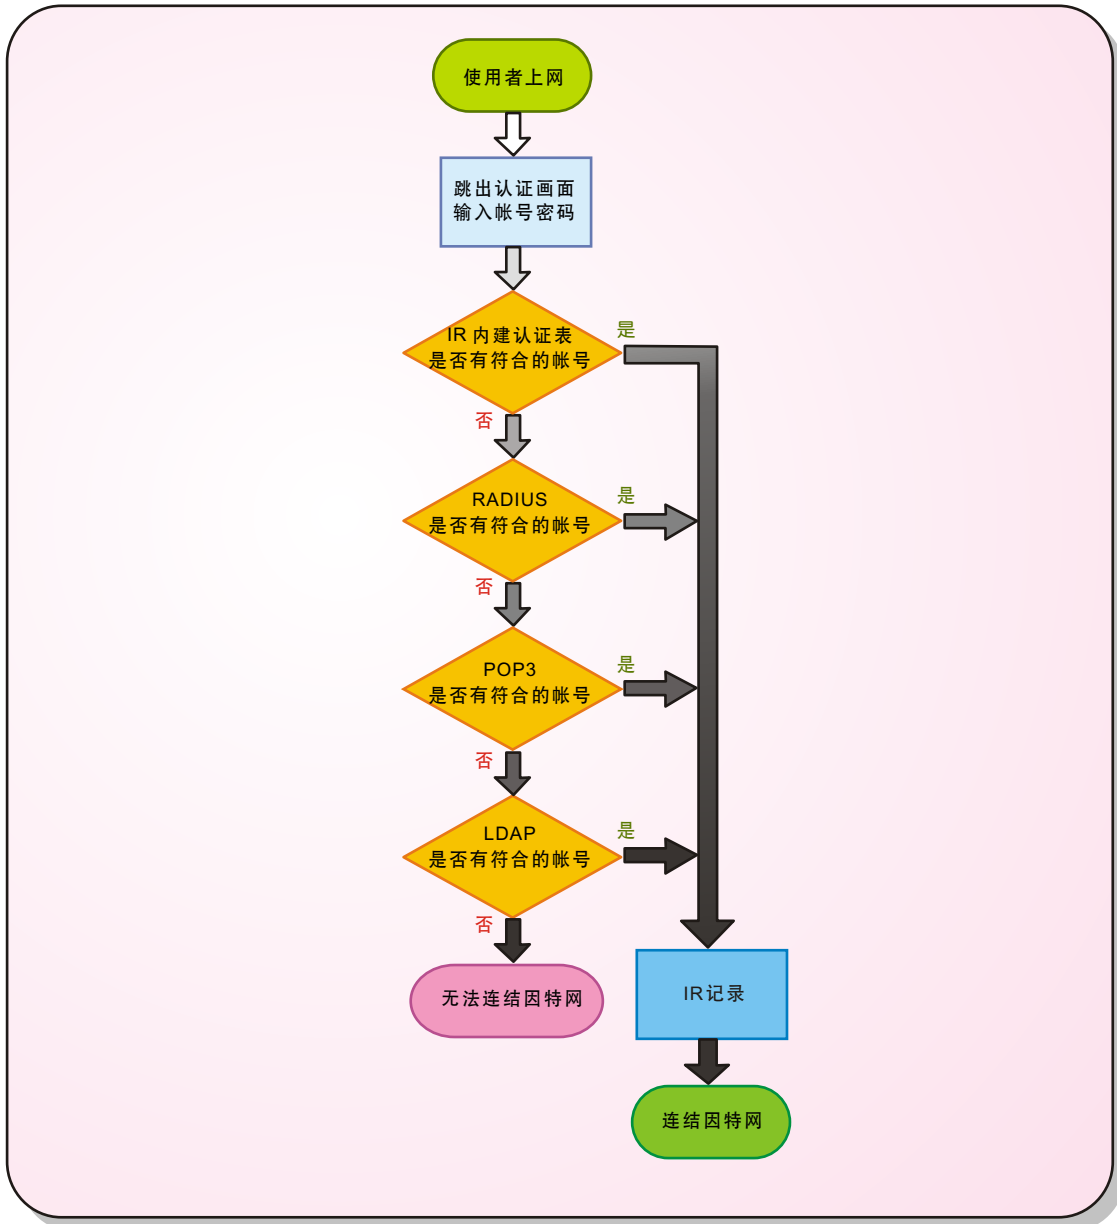 使用者上网
跳出认证画面
输入帐号密码
IR 内建认证表
是否有符合的帐号
是
否
RADIUS
是否有符合的帐号
是
否
POP3
是否有符合的帐号
是
否
LDAP
是否有符合的帐号
是
否
无法连结因特网
IR记录
连结因特网